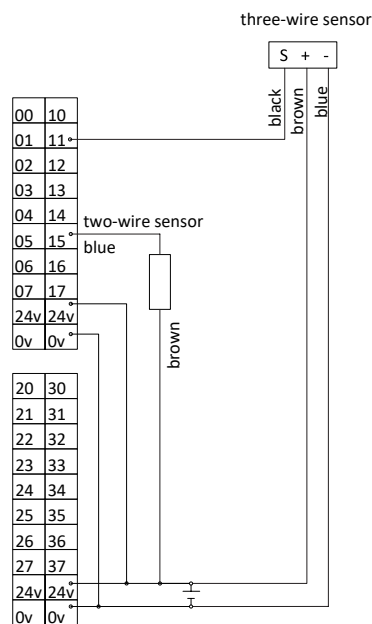 three-wire sensor
S + -
black
brown
blue
00 10
01 11
02 12
03 13
04 14
two-wire sensor
05 15
blue
06 16
07 17
24v 24v
0v 0v
brown
20 30
21 31
22 32
23 33
24 34
25 35
26 36
27 37
24v 24v
0v 0v